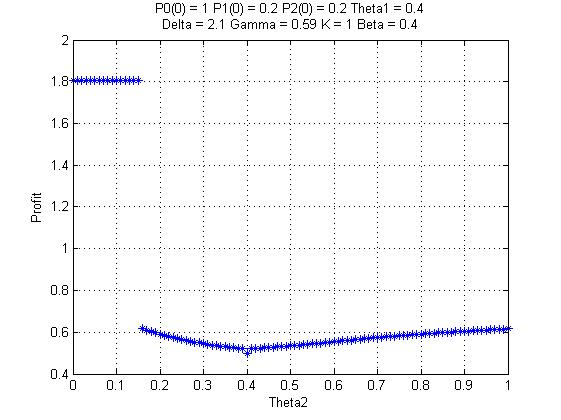 P0(0) = 1 P1(0) = 0.2 P2(0) = 0.2 Theta1 = 0.4
Delta = 2.1 Gamma = 0.59 K = 1 Beta = 0.4
2
1.8
1.6
1.4
1.2
1
0.8
0.6
0.4
Profit
0 0.1 0.2 0.3 0.4 0.5 0.6 0.7 0.8 0.9 1
Theta2